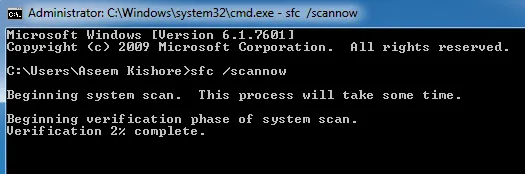 Administrator: C:\Windows\system32\cmd.exe - sfc /scannow
Microsoft Windows [Version 6.1.7601]
Copyright (c) 2009 Microsoft Corporation. All rights reserved.
C:\Users\Aseem Kishore>sfc /scannow
Beginning system scan. This process will take some time.
Beginning verification phase of system scan.
Verification 2% complete.